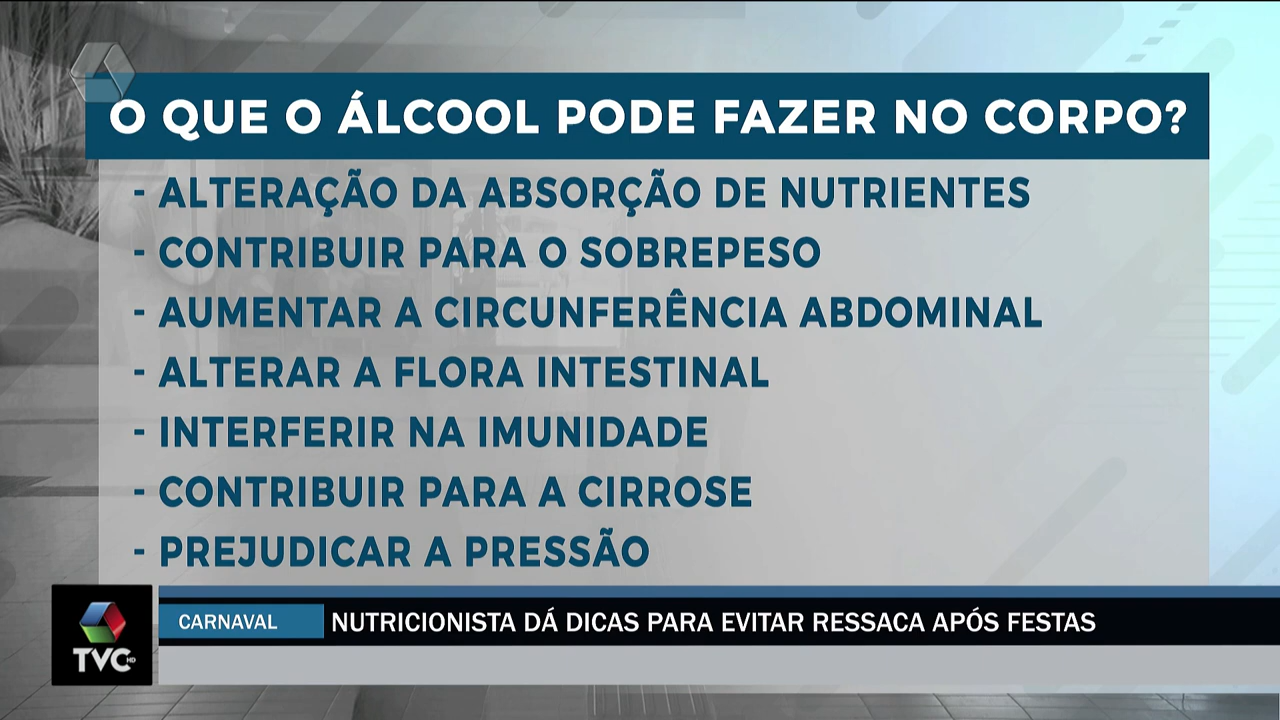 O QUE O ÁLCOOL PODE FAZER NO CORPO?
- ALTERAÇÃO DA ABSORÇÃO DE NUTRIENTES
- CONTRIBUIR PARA O SOBREPESO
- AUMENTAR A CIRCUNFERÊNCIA ABDOMINAL
- ALTERAR A FLORA INTESTINAL
- INTERFERIR NA IMUNIDADE
- CONTRIBUIR PARA A CIRROSE
- PREJUDICAR A PRESSÃO
CARNAVAL
NUTRICIONISTA DÁ DICAS PARA EVITAR RESSACA APÓS FESTAS
TVC HD